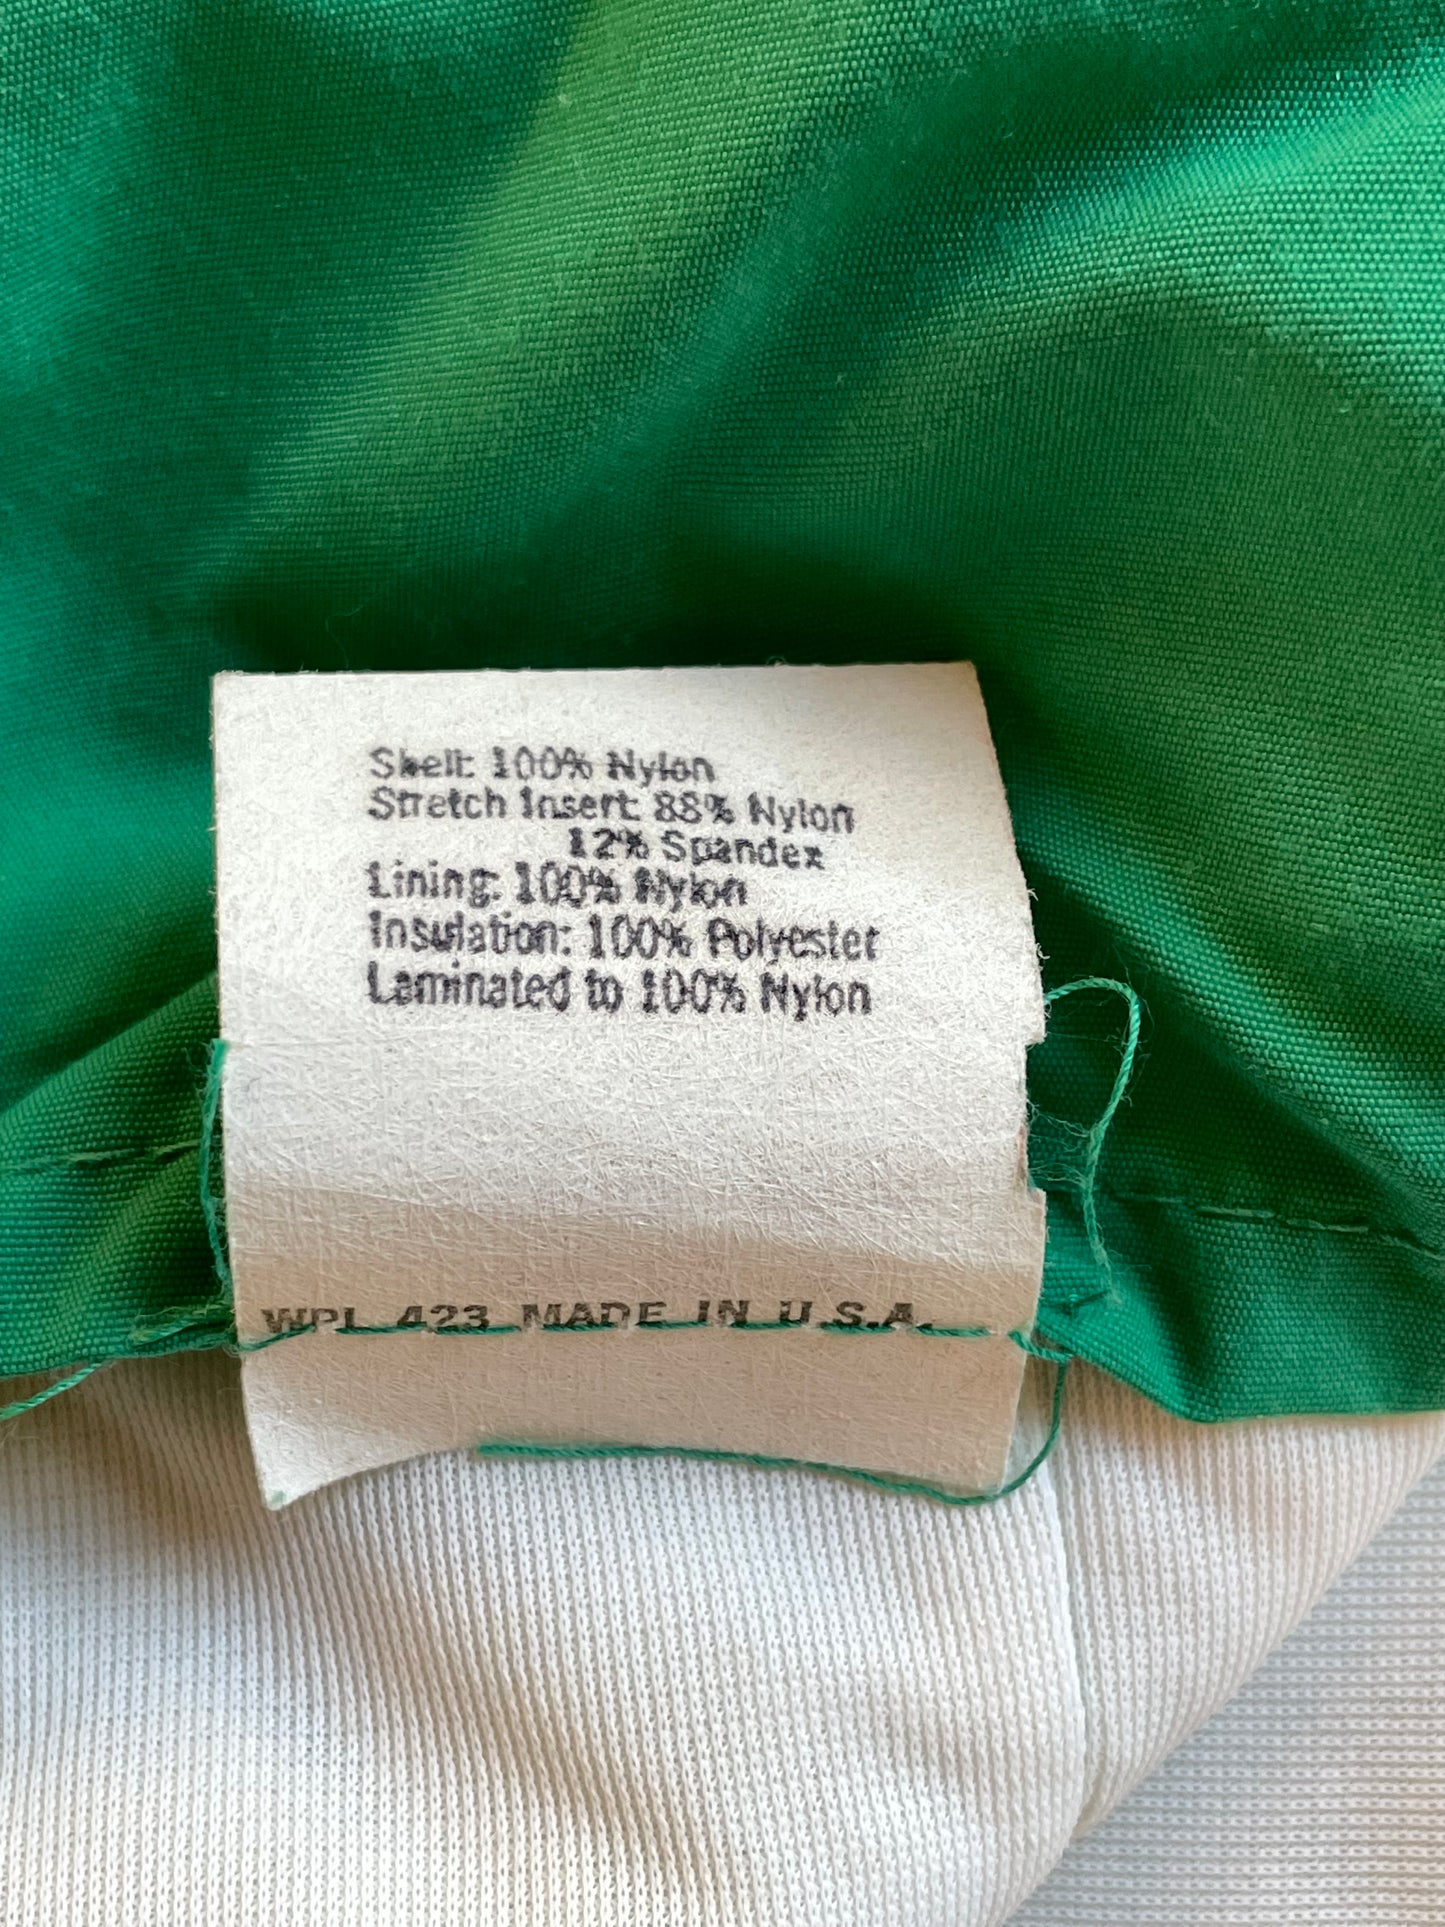 Shell: 100% Nylon
Stretch Insert: 88% Nylon
12% Spandex
Lining: 100% Nylon
Insulation: 100% Polyester
Laminated to 100% Nylon
WPL 423 MADE IN U.S.A.